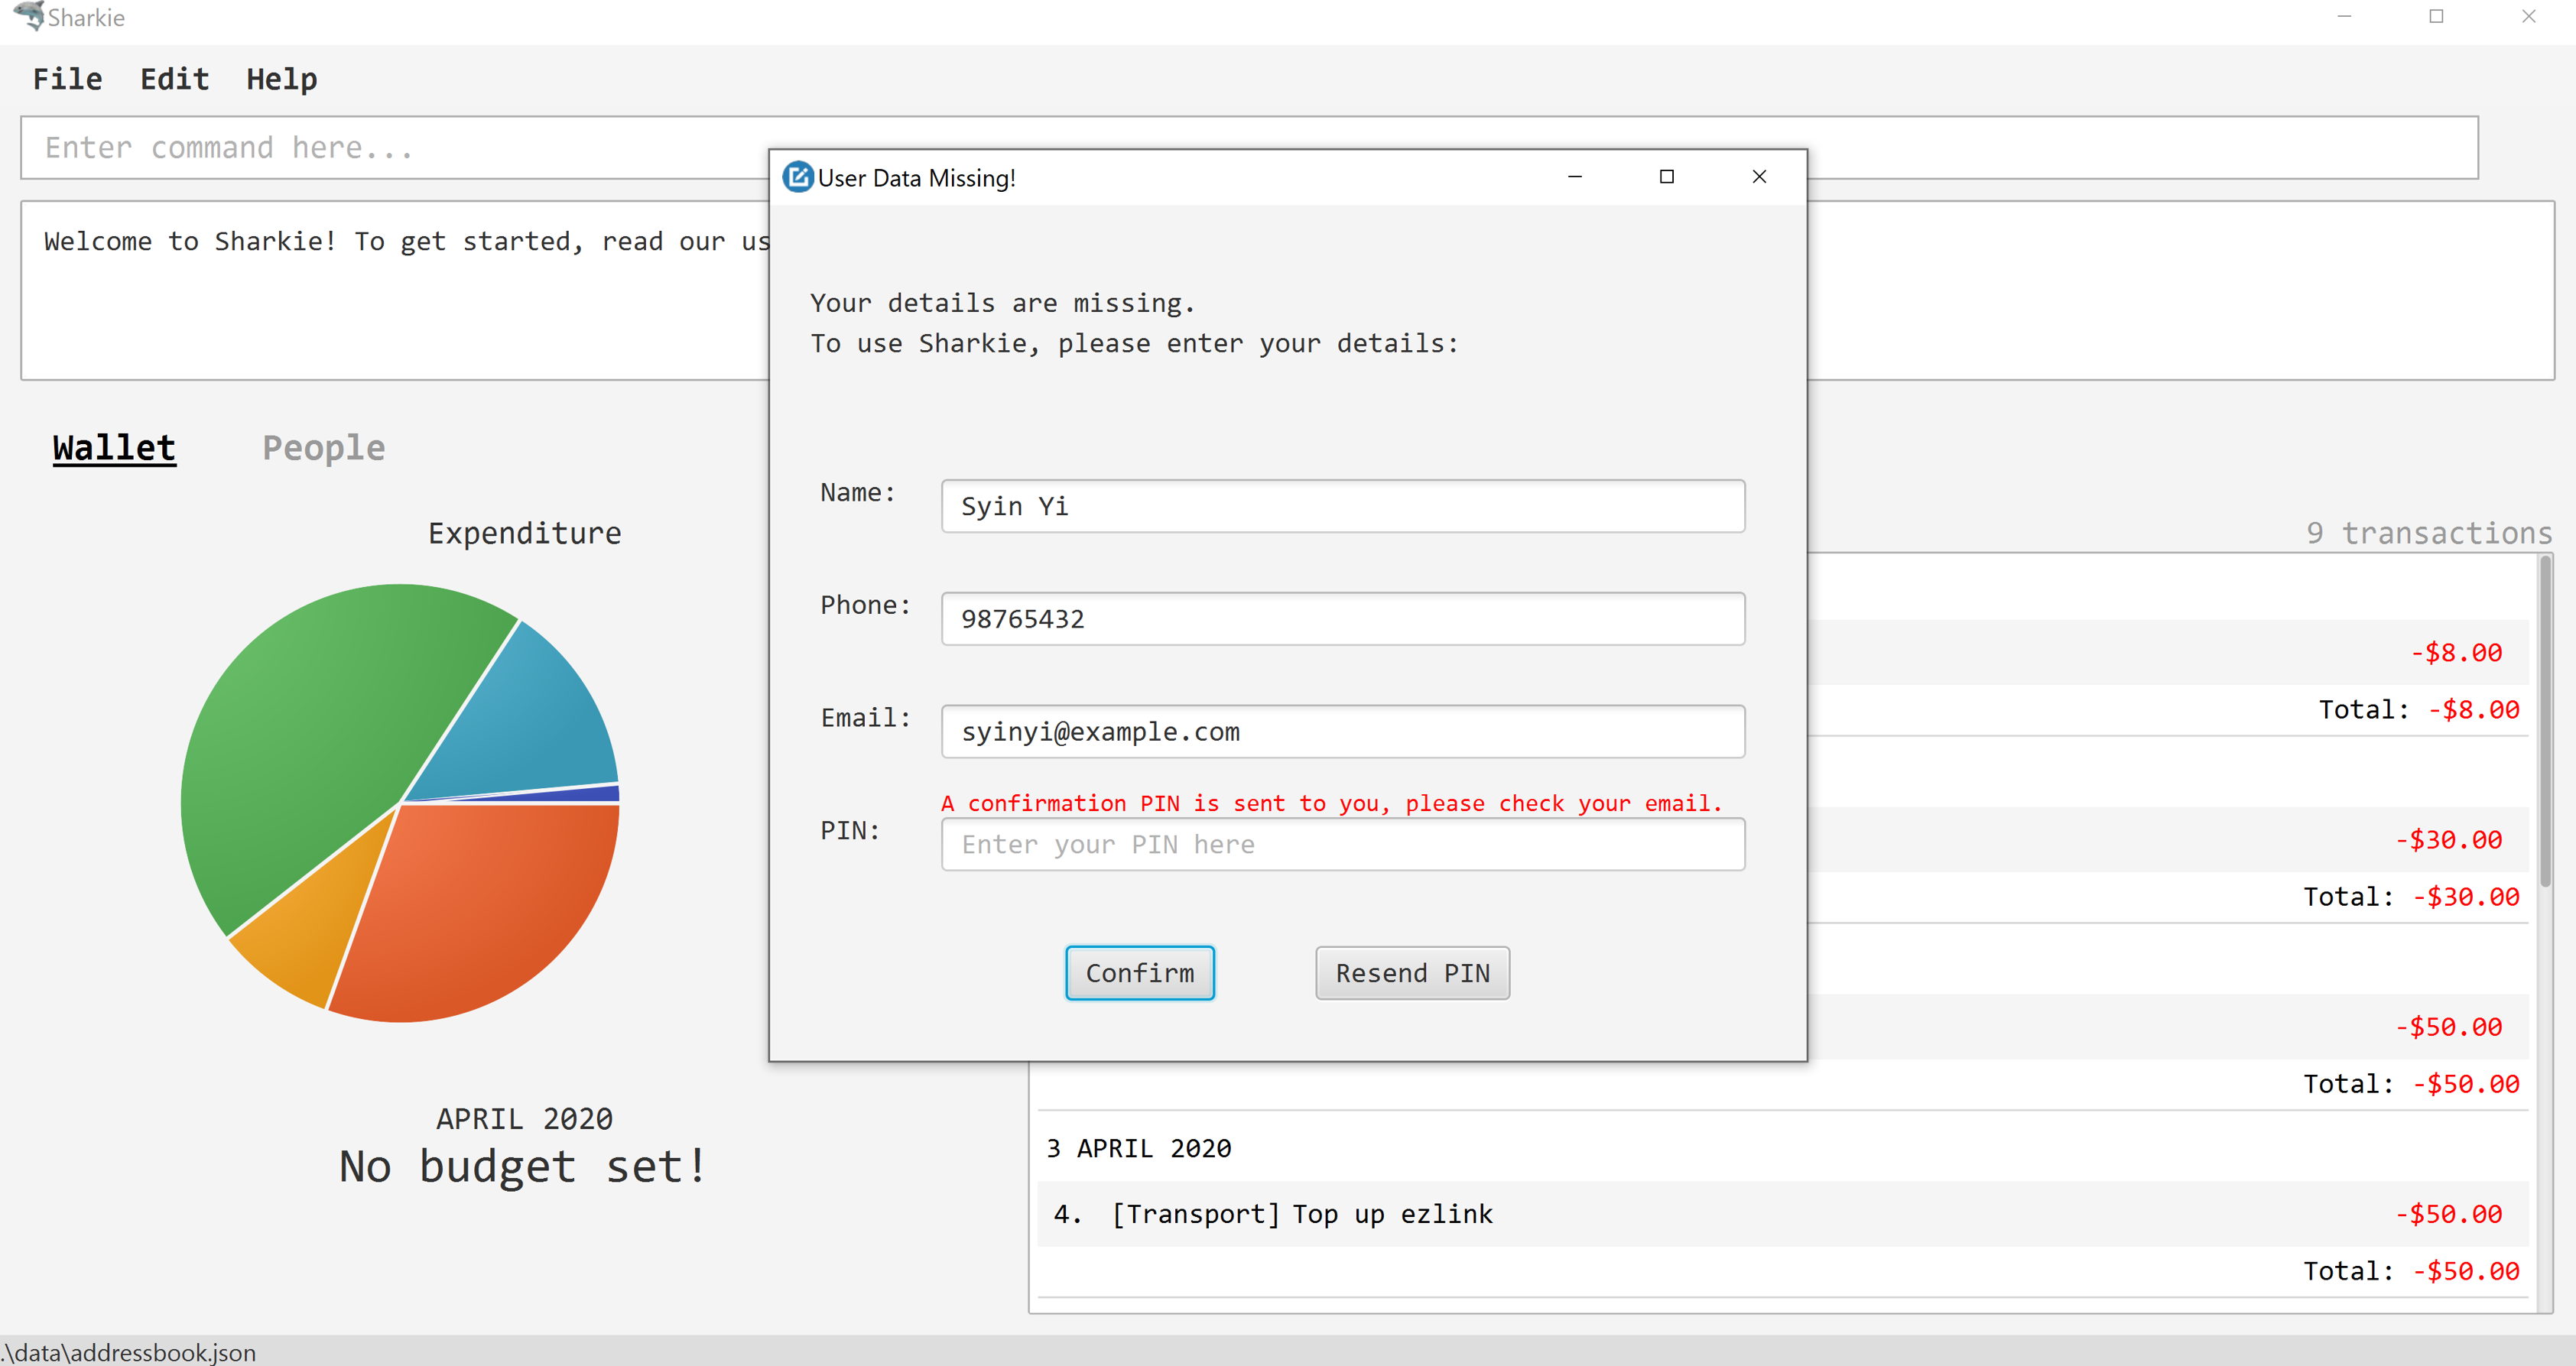 Sharkie
File Edit Help
Enter command here...
Welcome to Sharkie! To get started, read our us
User Data Missing!
Your details are missing.
To use Sharkie, please enter your details:
Name: Syin Yi
Phone: 98765432
Email: syinyi@example.com
A confirmation PIN is sent to you, please check your email.
PIN: Enter your PIN here
Confirm Resend PIN
Wallet People
Expenditure
APRIL 2020
No budget set!
9 transactions
-$8.00
Total: -$8.00
-$30.00
Total: -$30.00
-$50.00
Total: -$50.00
3 APRIL 2020
4. [Transport] Top up ezlink -$50.00
Total: -$50.00
.\data\addressbook.json